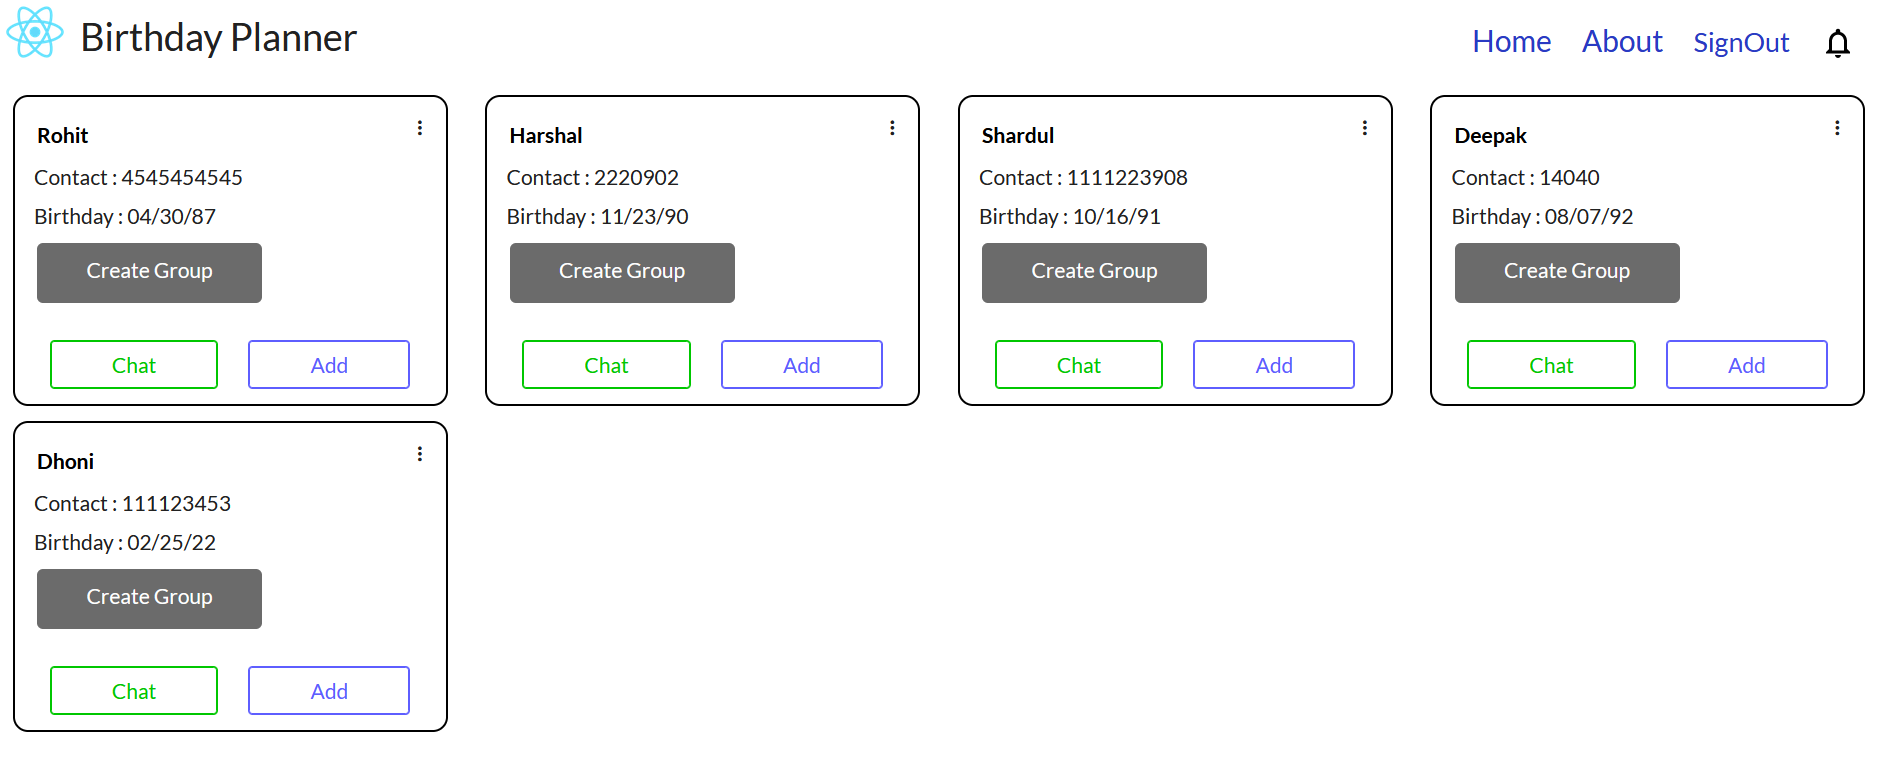 Birthday Planner
Home About SignOut
Rohit
Contact : 4545454545
Birthday : 04/30/87
Create Group
Chat Add
Harshal
Contact : 2220902
Birthday : 11/23/90
Create Group
Chat Add
Shardul
Contact : 1111223908
Birthday : 10/16/91
Create Group
Chat Add
Deepak
Contact : 14040
Birthday : 08/07/92
Create Group
Chat Add
Dhoni
Contact : 111123453
Birthday : 02/25/22
Create Group
Chat Add